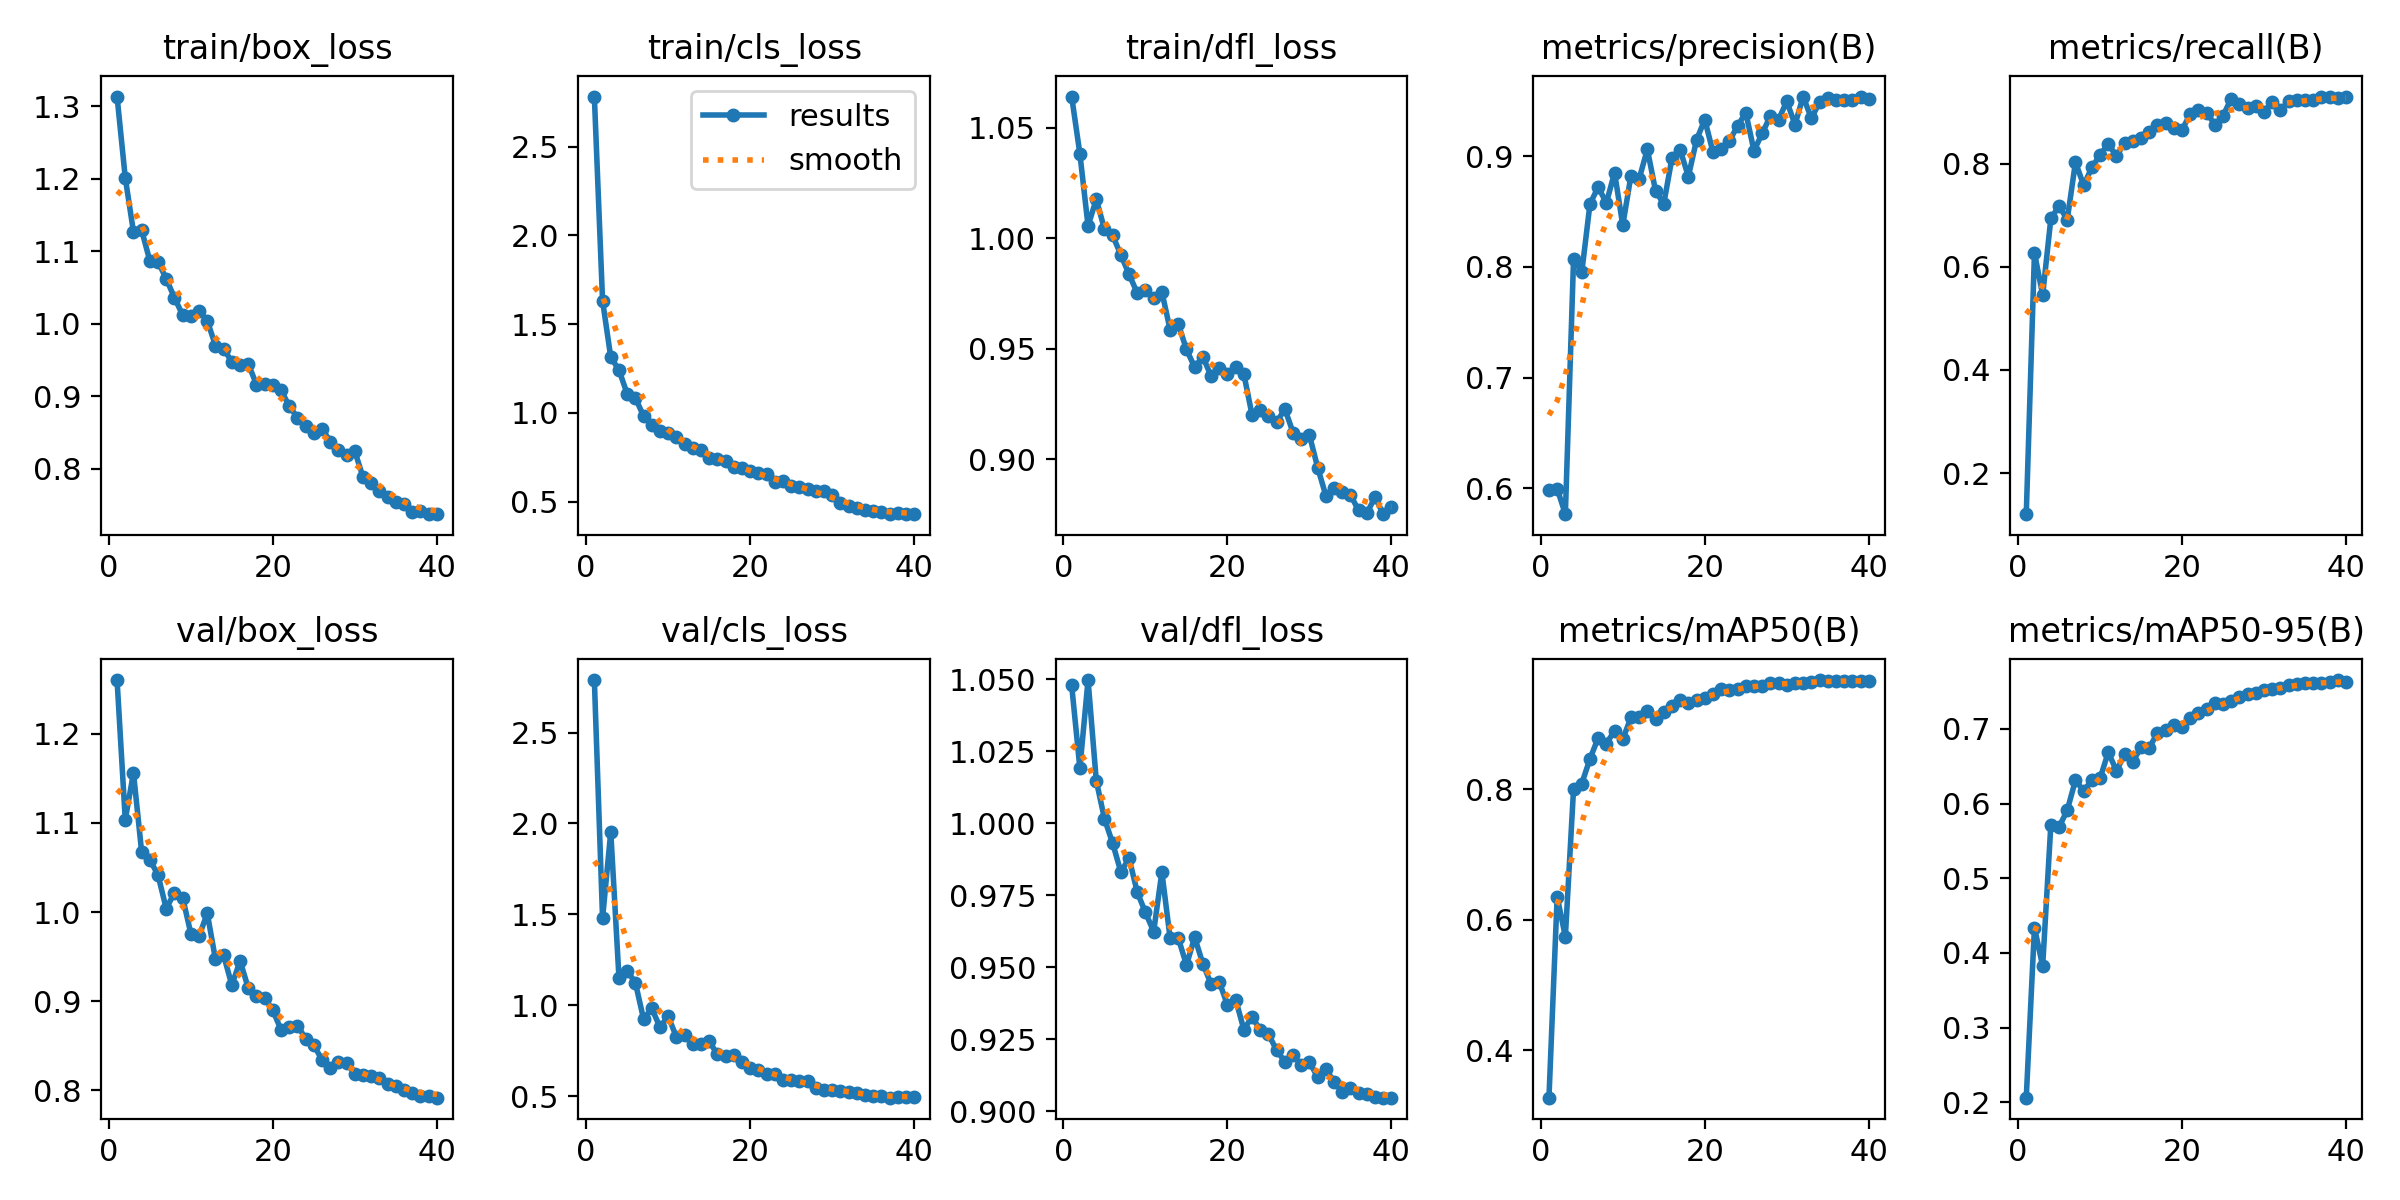 train/box_loss
train/cls_loss
train/dfl_loss
metrics/precision(B)
metrics/recall(B)
1.3
1.2
1.1
1.0
0.9
0.8
0 20 40
2.5
2.0
1.5
1.0
0.5
0 20 40
results
smooth
1.05
1.00
0.95
0.90
0 20 40
0.9
0.8
0.7
0.6
0 20 40
0.8
0.6
0.4
0.2
0 20 40
val/box_loss
val/cls_loss
val/dfl_loss
metrics/mAP50(B)
metrics/mAP50-95(B)
1.2
1.1
1.0
0.9
0.8
0 20 40
2.5
2.0
1.5
1.0
0.5
0 20 40
1.050
1.025
1.000
0.975
0.950
0.925
0.900
0 20 40
0.8
0.6
0.4
0 20 40
0.7
0.6
0.5
0.4
0.3
0.2
0 20 40